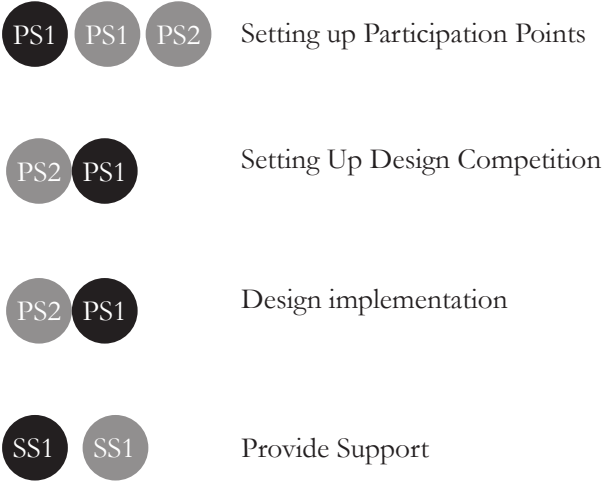 PS1 PS1 PS2 Setting up Participation Points
PS2 PS1 Setting Up Design Competition
PS2 PS1 Design implementation
SS1 SS1 Provide Support